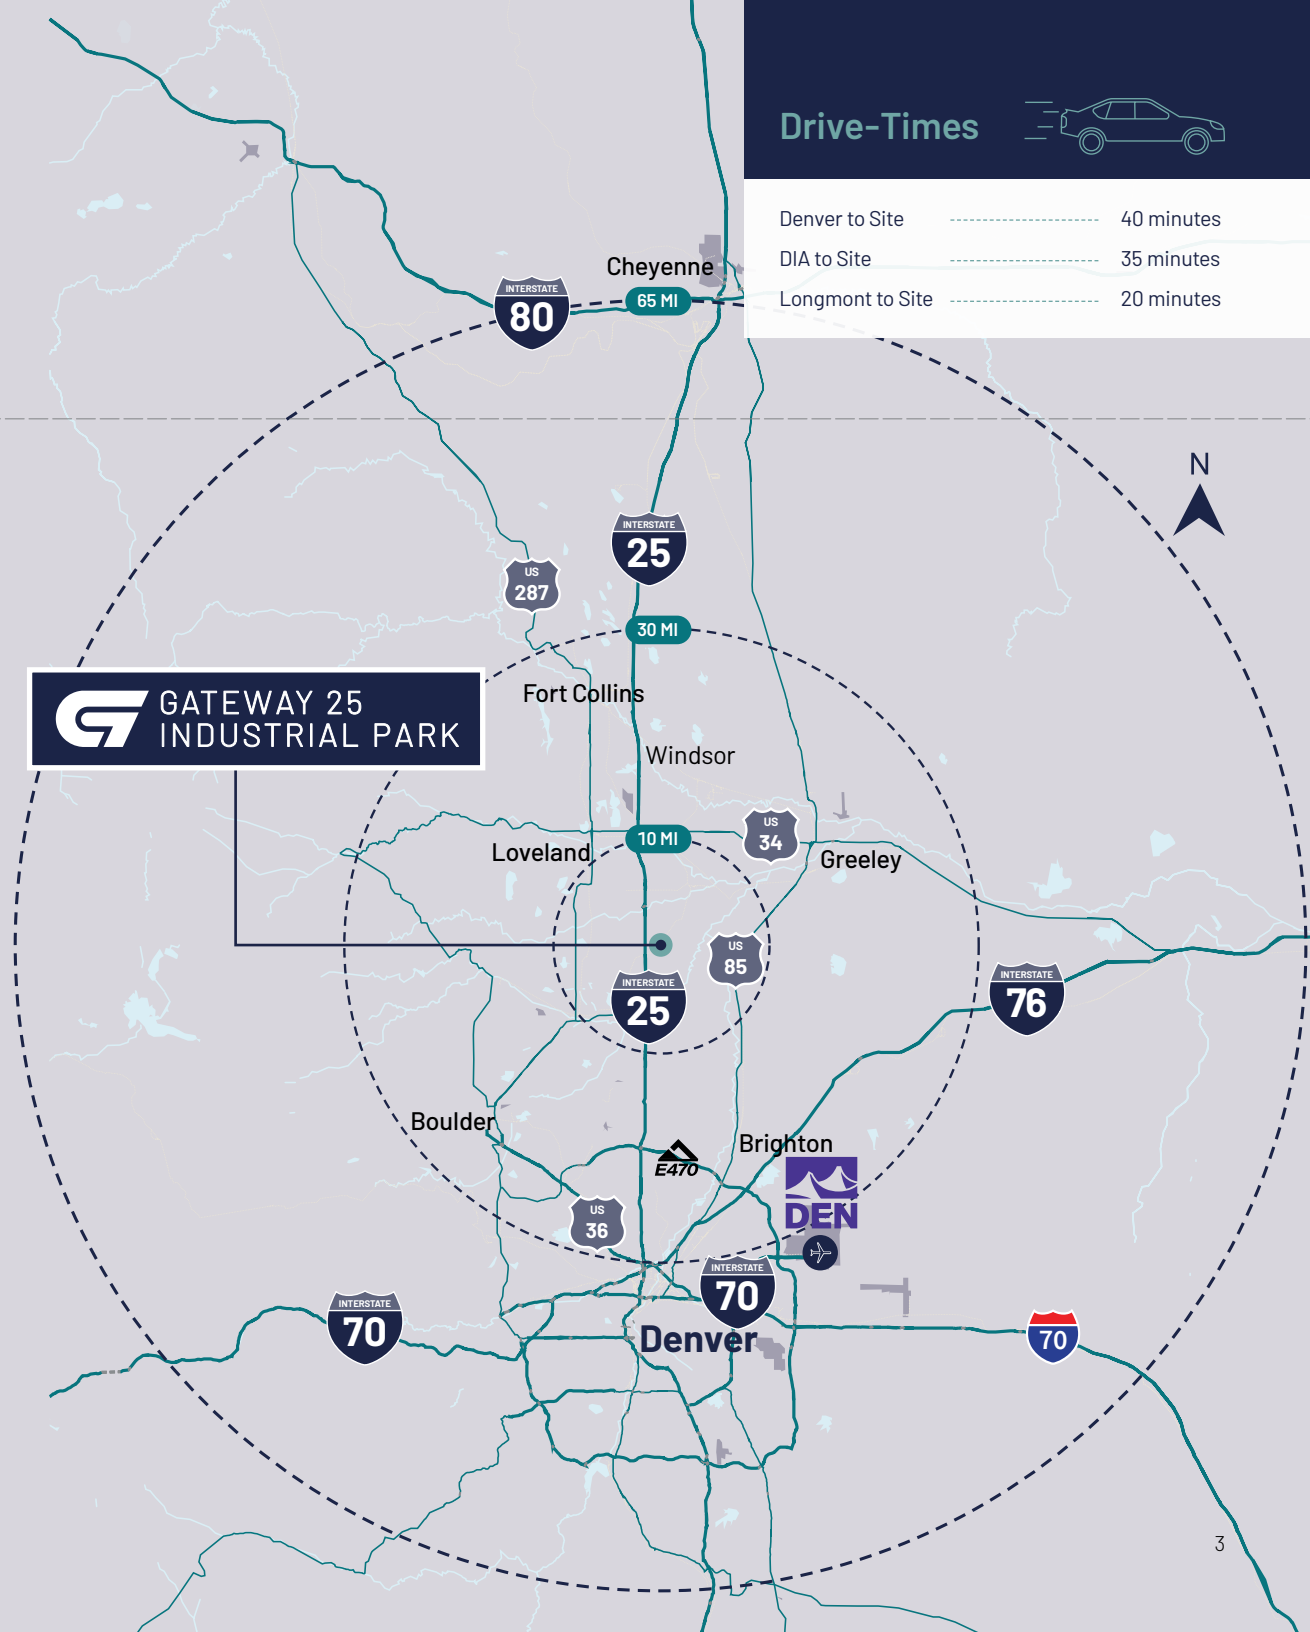 Drive-Times
Denver to Site 40 minutes
DIA to Site 35 minutes
Longmont to Site 20 minutes
Cheyenne
INTERSTATE
80
65 MI
N
INTERSTATE
25
US
287
30 MI
Fort Collins
GATEWAY 25
INDUSTRIAL PARK
Windsor
10 MI
US
34
Loveland
Greeley
US
85
INTERSTATE
25
INTERSTATE
76
Boulder
Brighton
E470
DEN
US
36
INTERSTATE
70
INTERSTATE
70
Denver
70
3